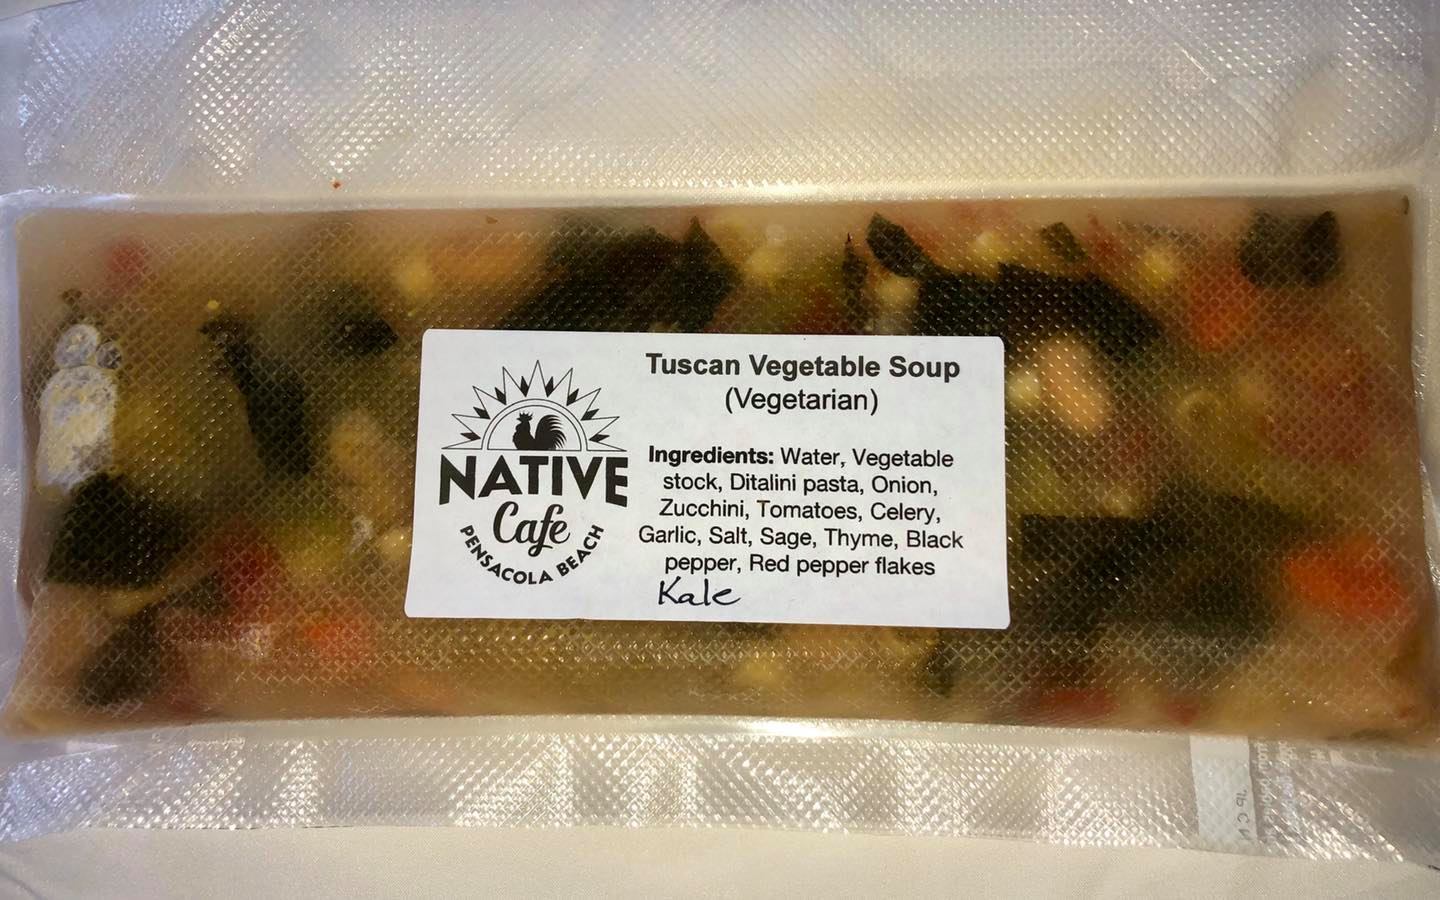 Tuscan Vegetable Soup
(Vegetarian)
Ingredients: Water, Vegetable
stock, Ditalini pasta, Onion,
Zucchini, Tomatoes, Celery,
Garlic, Salt, Sage, Thyme, Black
pepper, Red pepper flakes
Kale
NATIVE
Cafe
PENSACOLA BEACH